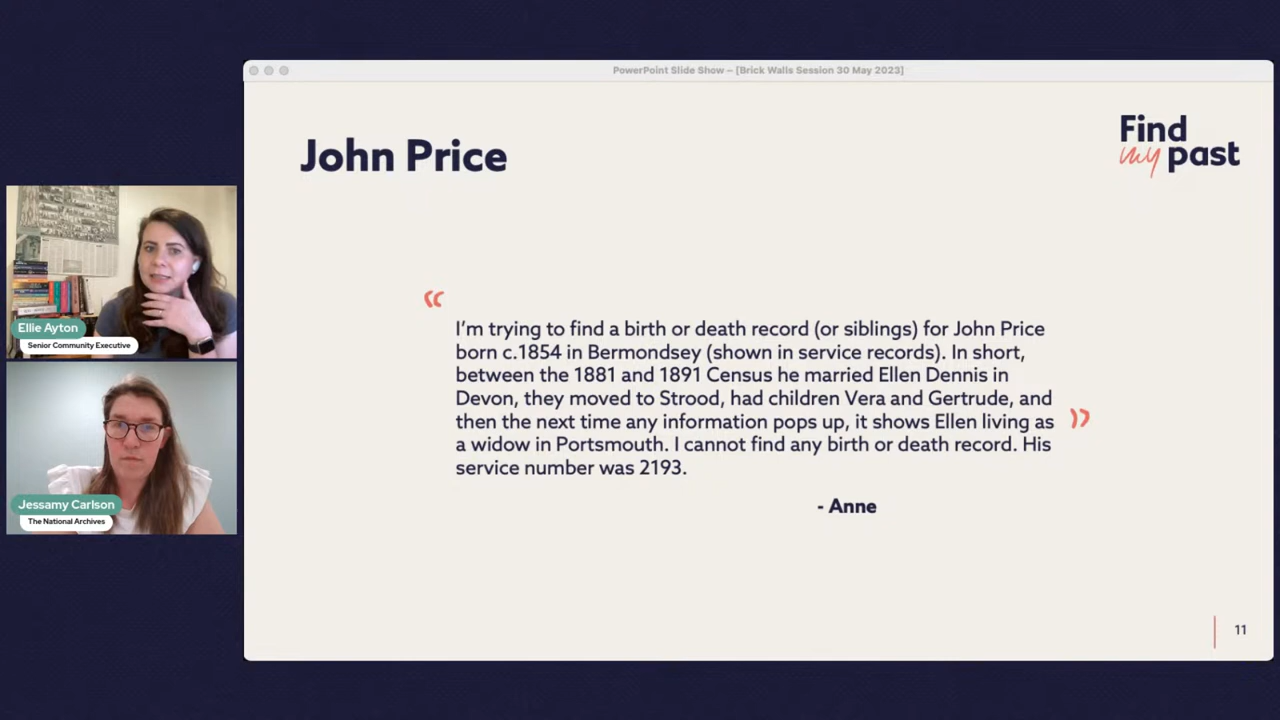 PowerPoint Slide Show – [Brick Walls Session 30 May 2023]
John Price
Find
my past
“
I’m trying to find a birth or death record (or siblings) for John Price
born c.1854 in Bermondsey (shown in service records). In short,
between the 1881 and 1891 Census he married Ellen Dennis in
Devon, they moved to Strood, had children Vera and Gertrude, and
then the next time any information pops up, it shows Ellen living as
a widow in Portsmouth. I cannot find any birth or death record. His
service number was 2193.
”
- Anne
11
Ellie Ayton
Senior Community Executive
Jessamy Carlson
The National Archives